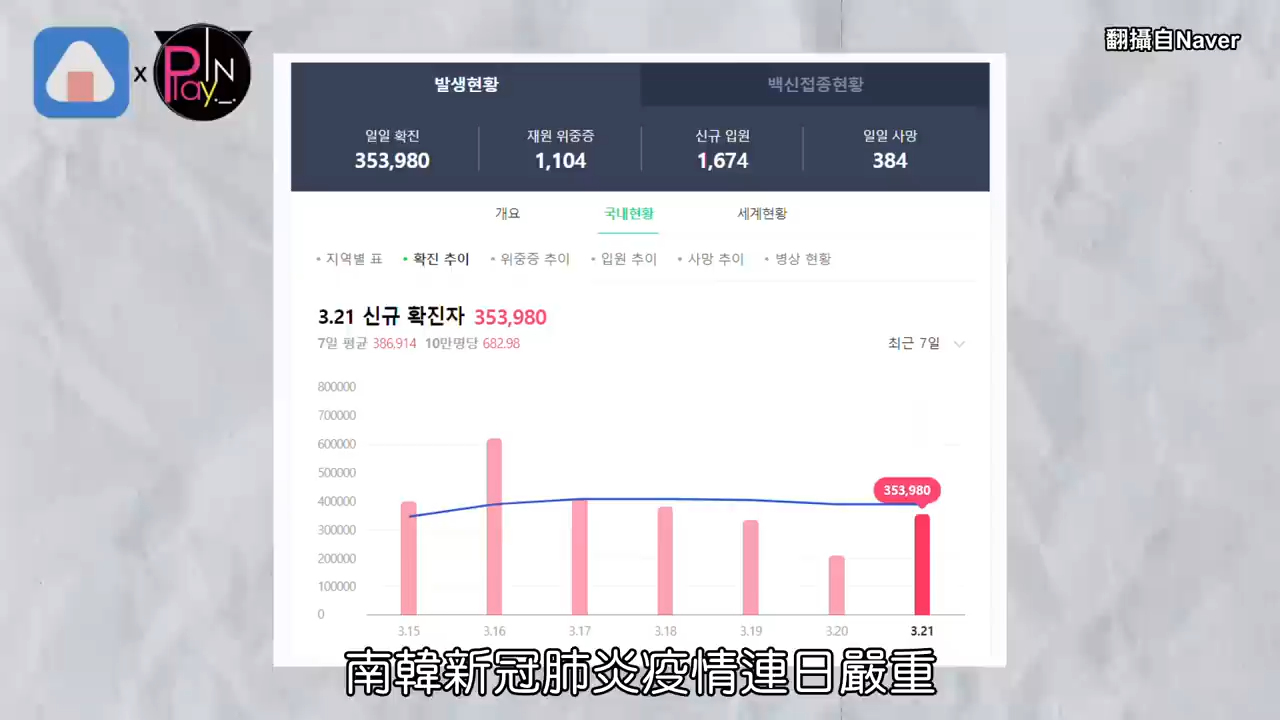 翻攝自Naver
x
PlAy IN ._.
발생현황 백신접종현황
일일 확진 재원 위중증 신규 입원 일일 사망
353,980 1,104 1,674 384
개요 국내현황 세계현황
• 지역별 표 • 확진 추이 • 위중증 추이 • 입원 추이 • 사망 추이 • 병상 현황
3.21 신규 확진자 353,980
7일 평균 386,914 10만명당 682.98
최근 7일
800000
700000
600000
500000
400000
300000
200000
100000
0
353,980
3.15 3.16 3.17 3.18 3.19 3.20 3.21
南韓新冠肺炎疫情連日嚴重